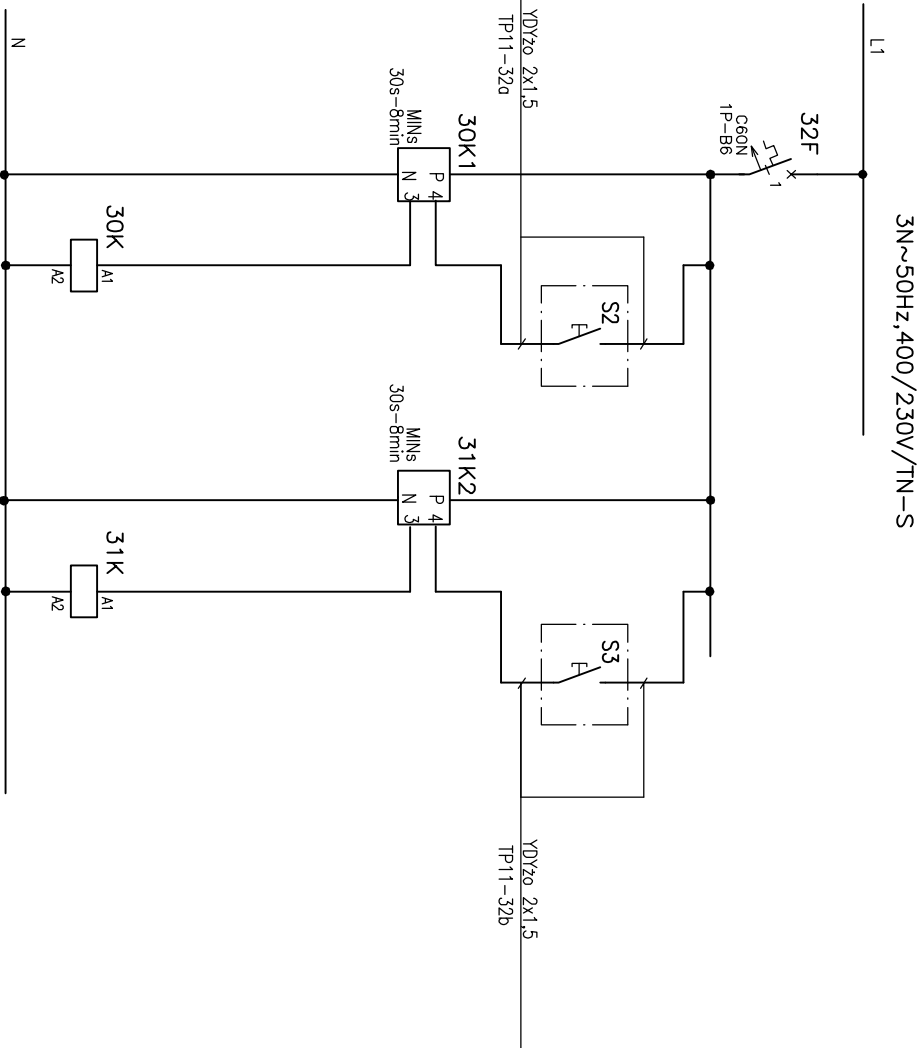 3N~50Hz,400/230V/TN-S
L1
32F
C60N
1P-B6
1
YDYżo 2x1,5
TP11-32a
S2
S3
YDYżo 2x1,5
TP11-32b
30K1
MINs
30s-8min
P 4
N 3
31K2
MINs
30s-8min
P 4
N 3
30K
A1
A2
31K
A1
A2
N